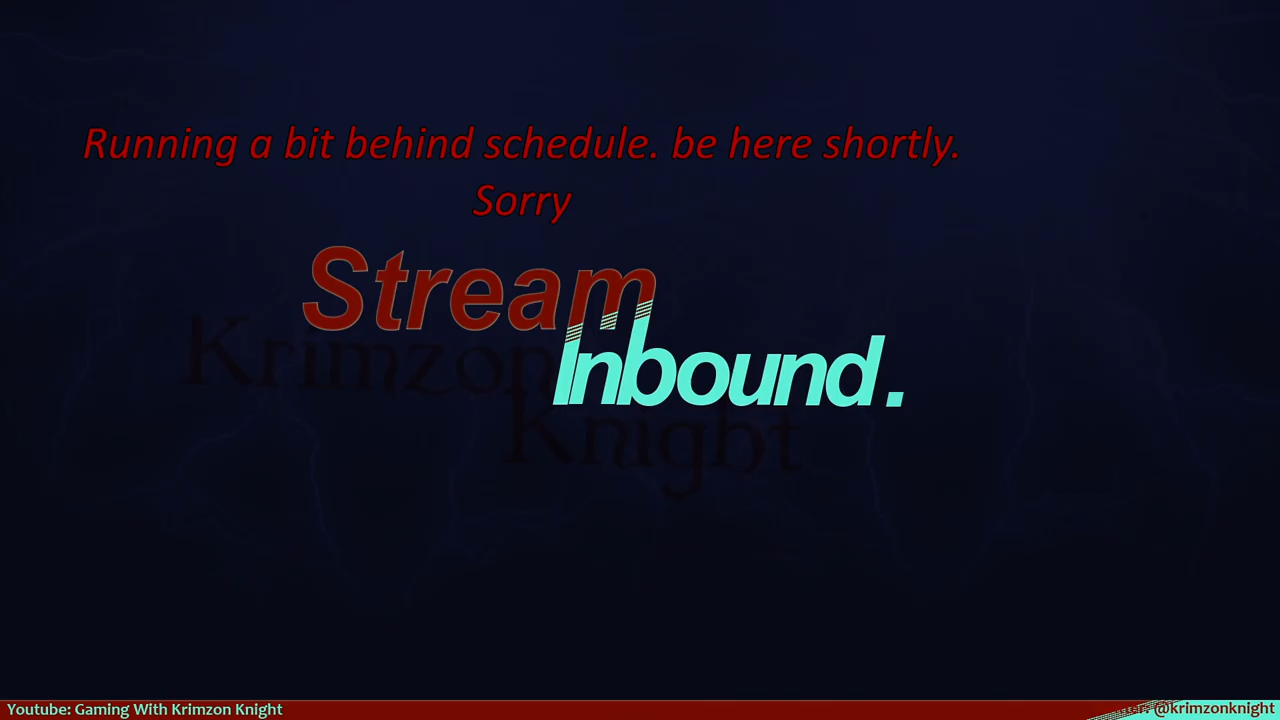 Running a bit behind schedule. be here shortly.
Sorry
Stream
Inbound.
Krimzon
Knight
Youtube: Gaming With Krimzon Knight
@krimzonknight